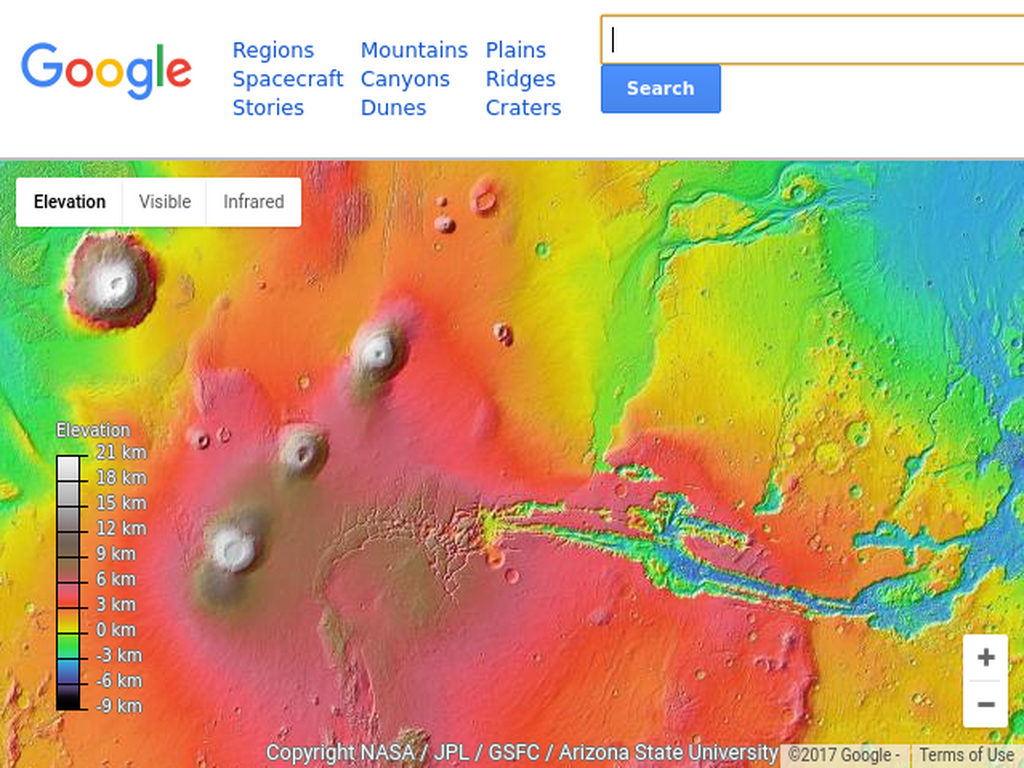 Google
Regions Mountains Plains
Spacecraft Canyons Ridges
Stories Dunes Craters
Search
Elevation Visible Infrared
Elevation
21 km
18 km
15 km
12 km
9 km
6 km
3 km
0 km
-3 km
-6 km
-9 km
+
−
Copyright NASA / JPL / GSFC / Arizona State University ©2017 Google - Terms of Use